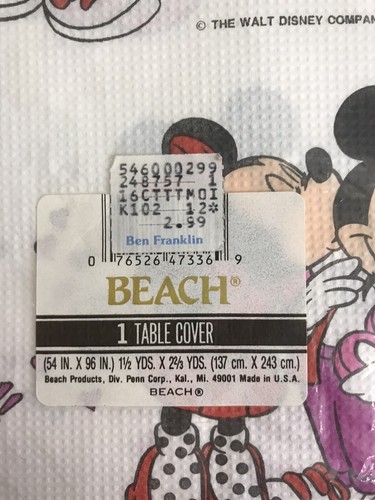 © THE WALT DISNEY COMPAN
546000299
248757 1
16CTTTMOI
K102 12*
2.99
Ben Franklin
0 76526 47336 9
BEACH®
1 TABLE COVER
(54 IN. X 96 IN.) 1½ YDS. X 2⅔ YDS. (137 cm. X 243 cm.)
Beach Products, Div. Penn Corp., Kal., Mi. 49001 Made in U.S.A.
BEACH®